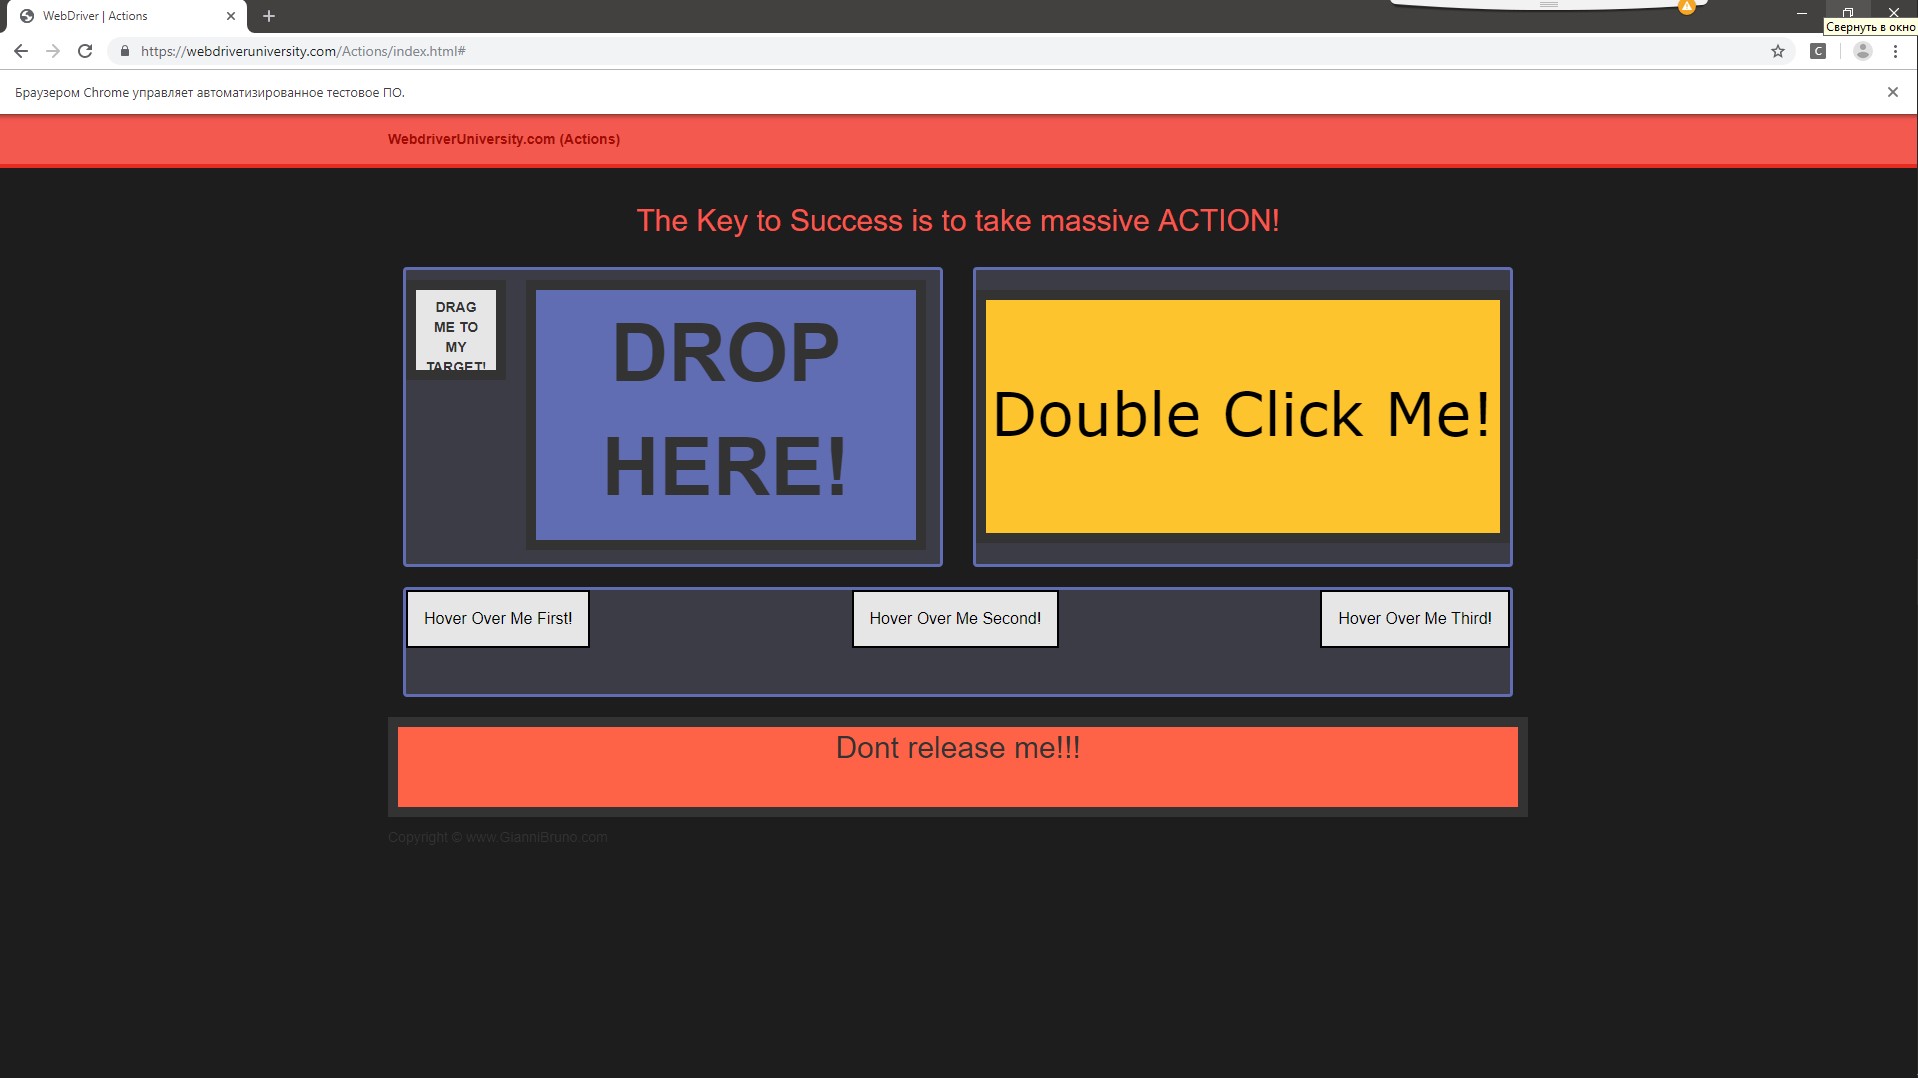 WebDriver | Actions
Свернуть в окно
https://webdriveruniversity.com/Actions/index.html#
C
Браузером Chrome управляет автоматизированное тестовое ПО.
WebdriverUniversity.com (Actions)
The Key to Success is to take massive ACTION!
DRAG
ME TO
MY
TARGET!
DROP
HERE!
Double Click Me!
Hover Over Me First!
Hover Over Me Second!
Hover Over Me Third!
Dont release me!!!
Copyright © www.GianniBruno.com